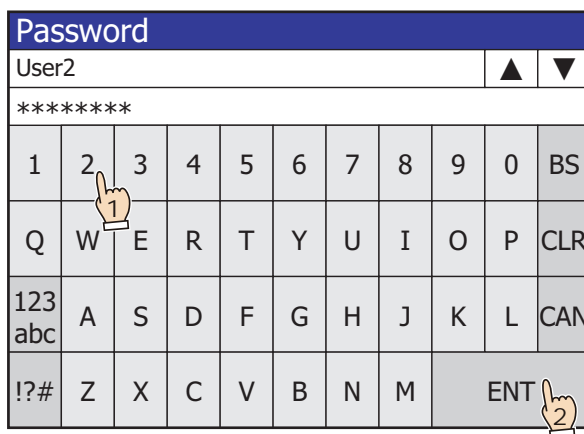 Password
User2 ▲ ▼
********
1 2 3 4 5 6 7 8 9 0 BS
1
Q W E R T Y U I O P CLR
123
abc A S D F G H J K L CAN
!?# Z X C V B N M ENT
2